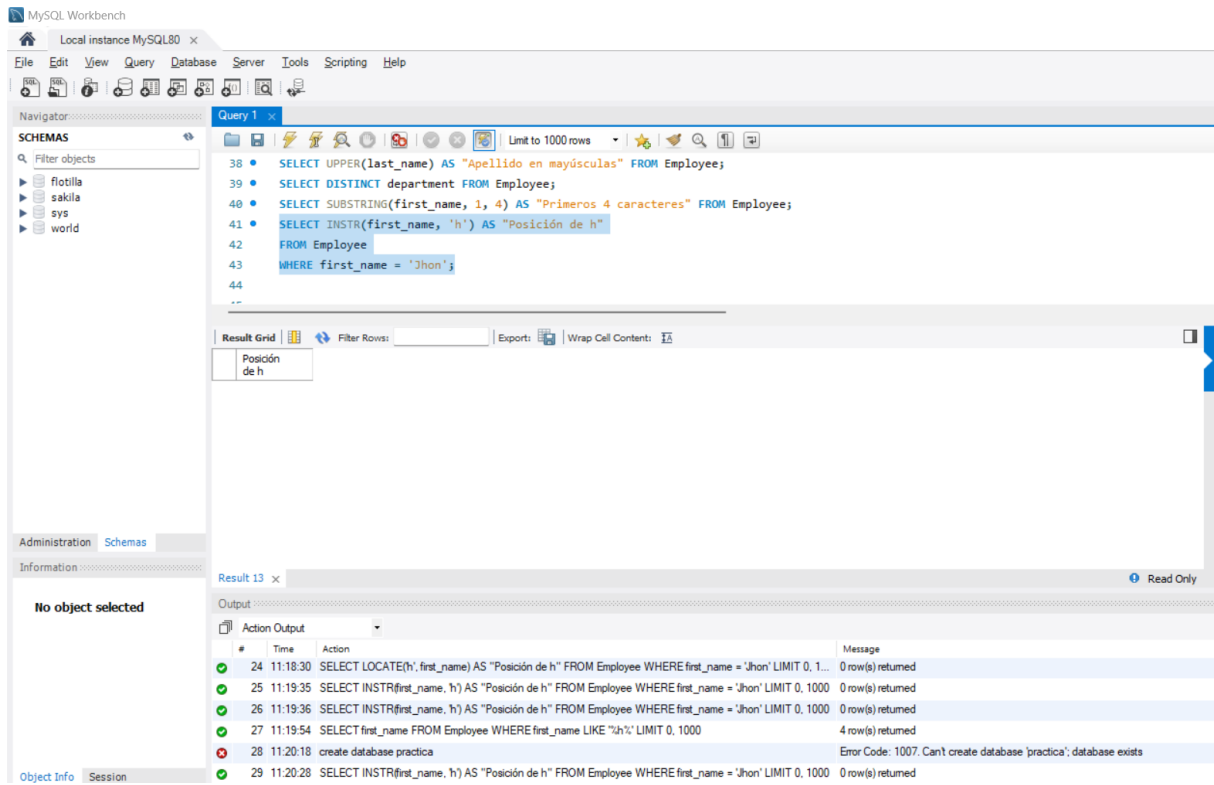 MySQL Workbench
Local instance MySQL80 ×
File Edit View Query Database Server Tools Scripting Help
Navigator
SCHEMAS
Filter objects
flotilla
sakila
sys
world
Administration Schemas
Information
No object selected
Object Info Session
Query 1 ×
Limit to 1000 rows
38 SELECT UPPER(last_name) AS "Apellido en mayúsculas" FROM Employee;
39 SELECT DISTINCT department FROM Employee;
40 SELECT SUBSTRING(first_name, 1, 4) AS "Primeros 4 caracteres" FROM Employee;
41 SELECT INSTR(first_name, 'h') AS "Posición de h"
42 FROM Employee
43 WHERE first_name = 'Jhon';
44
Result Grid Filter Rows: Export: Wrap Cell Content:
Posición
de h
Result 13 × Read Only
Output
Action Output
# Time Action Message
24 11:18:30 SELECT LOCATE('h', first_name) AS "Posición de h" FROM Employee WHERE first_name = 'Jhon' LIMIT 0, 1... 0 row(s) returned
25 11:19:35 SELECT INSTR(first_name, 'h') AS "Posición de h" FROM Employee WHERE first_name = 'Jhon' LIMIT 0, 1000 0 row(s) returned
26 11:19:36 SELECT INSTR(first_name, 'h') AS "Posición de h" FROM Employee WHERE first_name = 'Jhon' LIMIT 0, 1000 0 row(s) returned
27 11:19:54 SELECT first_name FROM Employee WHERE first_name LIKE '%h%' LIMIT 0, 1000 4 row(s) returned
28 11:20:18 create database practica Error Code: 1007. Can't create database 'practica'; database exists
29 11:20:28 SELECT INSTR(first_name, 'h') AS "Posición de h" FROM Employee WHERE first_name = 'Jhon' LIMIT 0, 1000 0 row(s) returned